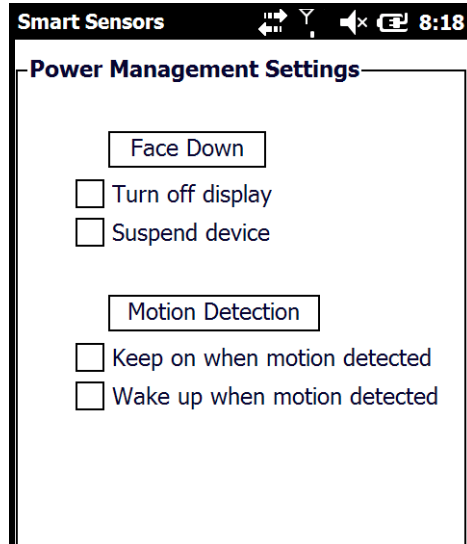 Smart Sensors 8:18
Power Management Settings
Face Down
Turn off display
Suspend device
Motion Detection
Keep on when motion detected
Wake up when motion detected